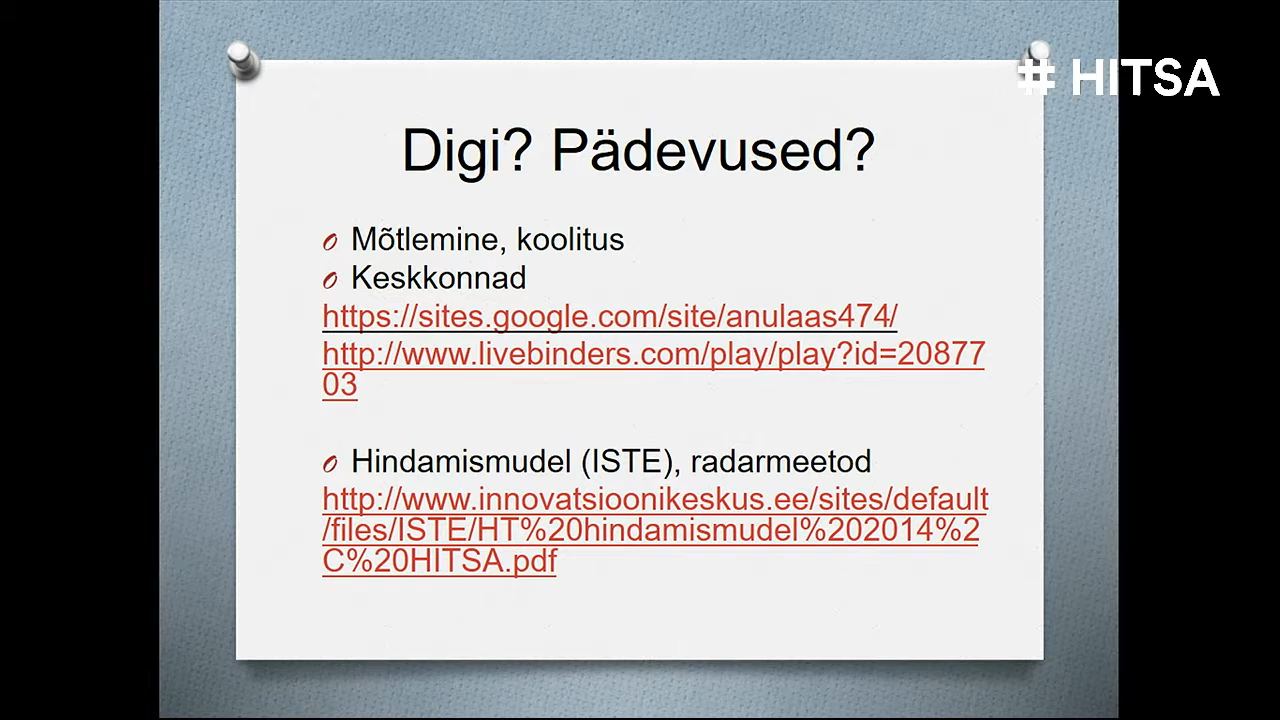 # HITSA
Digi? Pädevused?
Mõtlemine, koolitus
Keskkonnad
https://sites.google.com/site/anulaas474/
http://www.livebinders.com/play/play?id=20877
03
Hindamismudel (ISTE), radarmeetod
http://www.innovatsioonikeskus.ee/sites/default
/files/ISTE/HT%20hindamismudel%202014%2
C%20HITSA.pdf